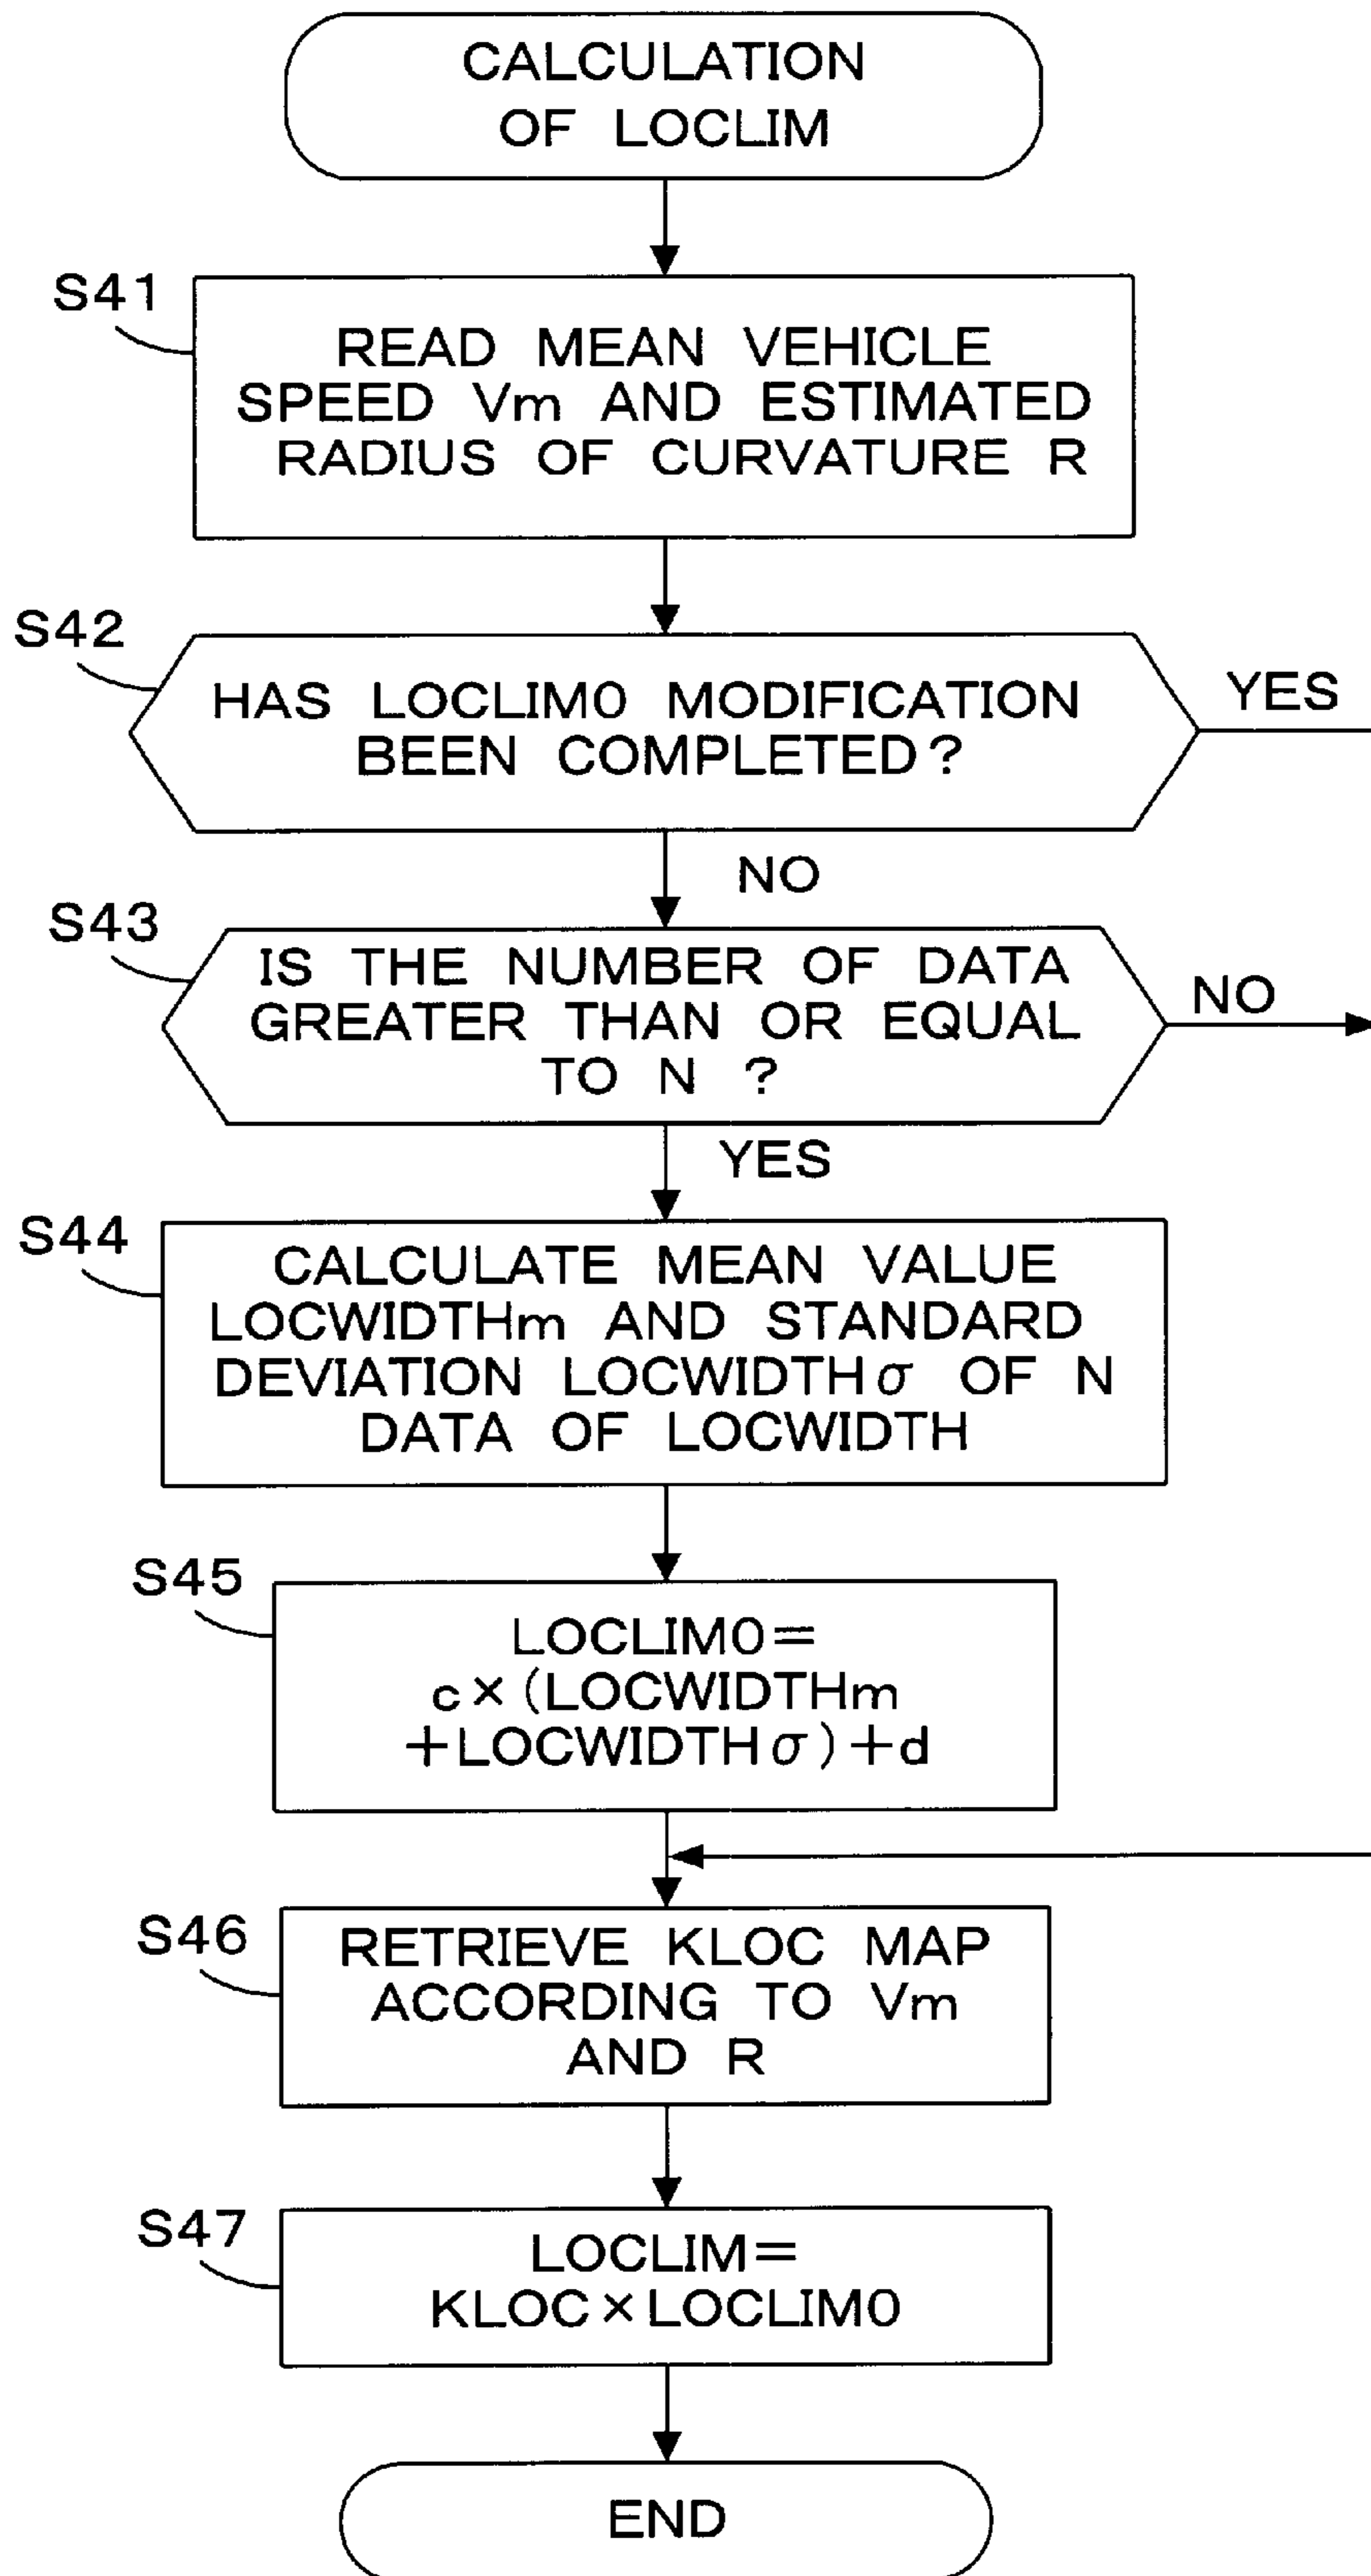 CALCULATION
OF LOCLIM
S41
READ MEAN VEHICLE
SPEED Vm AND ESTIMATED
RADIUS OF CURVATURE R
S42
HAS LOCLIM0 MODIFICATION
BEEN COMPLETED?
YES
NO
S43
IS THE NUMBER OF DATA
GREATER THAN OR EQUAL
TO N ?
NO
YES
S44
CALCULATE MEAN VALUE
LOCWIDTHm AND STANDARD
DEVIATION LOCWIDTHσ OF N
DATA OF LOCWIDTH
S45
LOCLIM0=
c×(LOCWIDTHm
+LOCWIDTHσ)+d
S46
RETRIEVE KLOC MAP
ACCORDING TO Vm
AND R
S47
LOCLIM=
KLOC×LOCLIM0
END